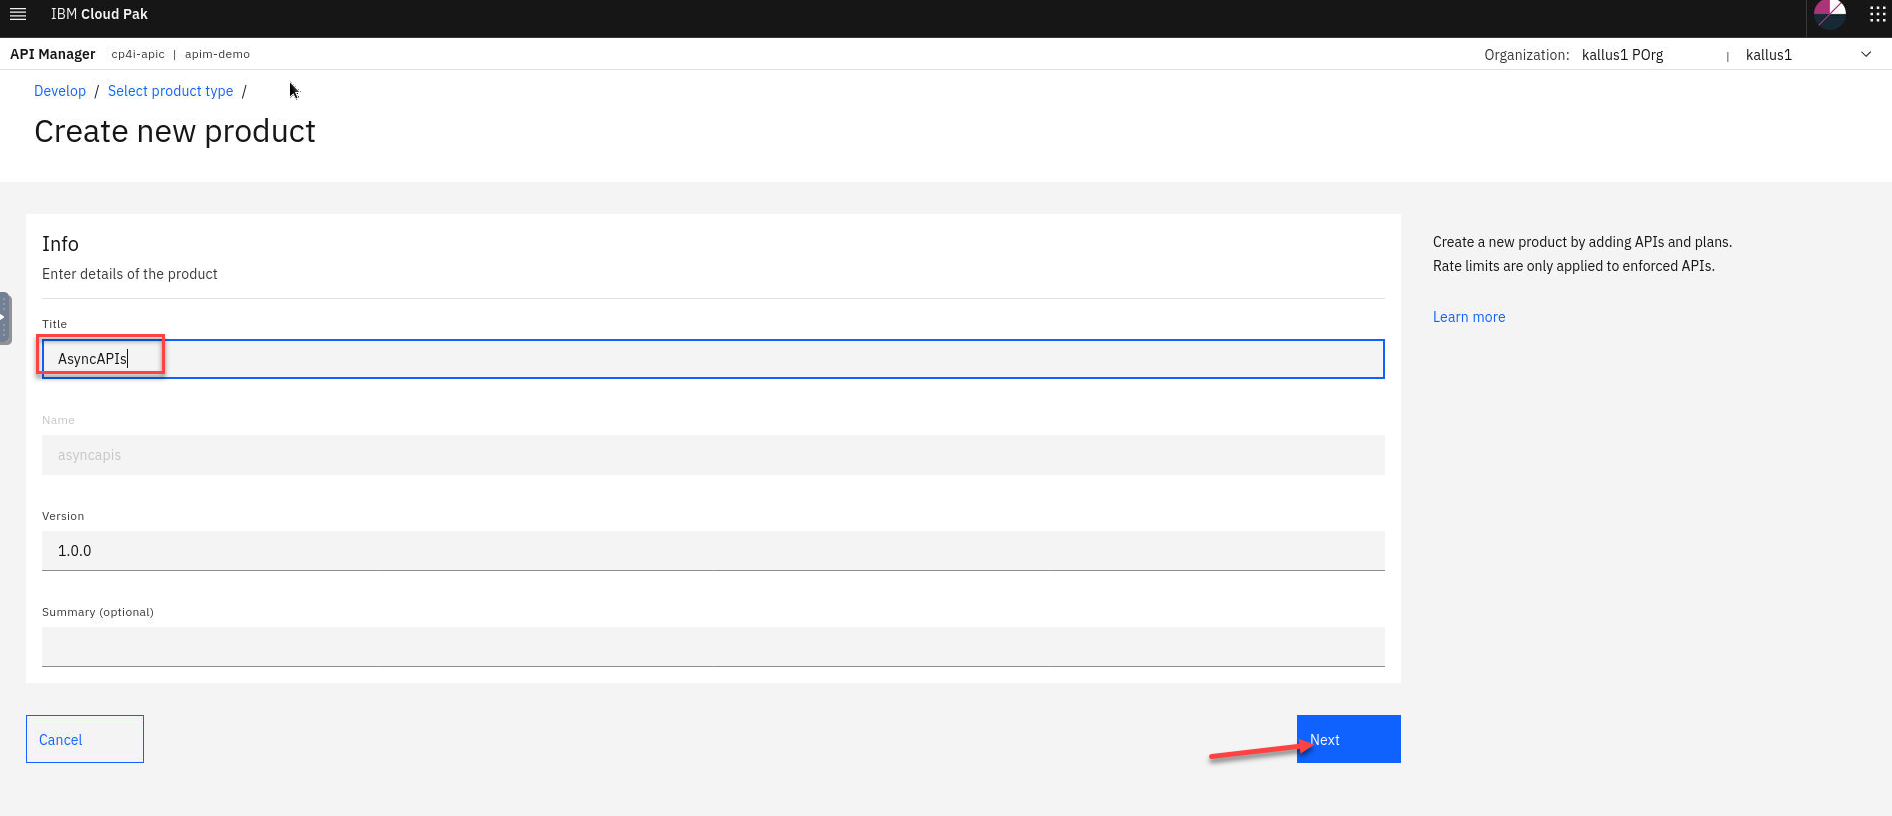 IBM Cloud Pak
API Manager cp4i-apic | apim-demo Organization: kallus1 POrg | kallus1
Develop / Select product type /
Create new product
Info
Enter details of the product
Title
AsyncAPIs
Name
asyncapis
Version
1.0.0
Summary (optional)
Cancel
Next
Create a new product by adding APIs and plans.
Rate limits are only applied to enforced APIs.
Learn more